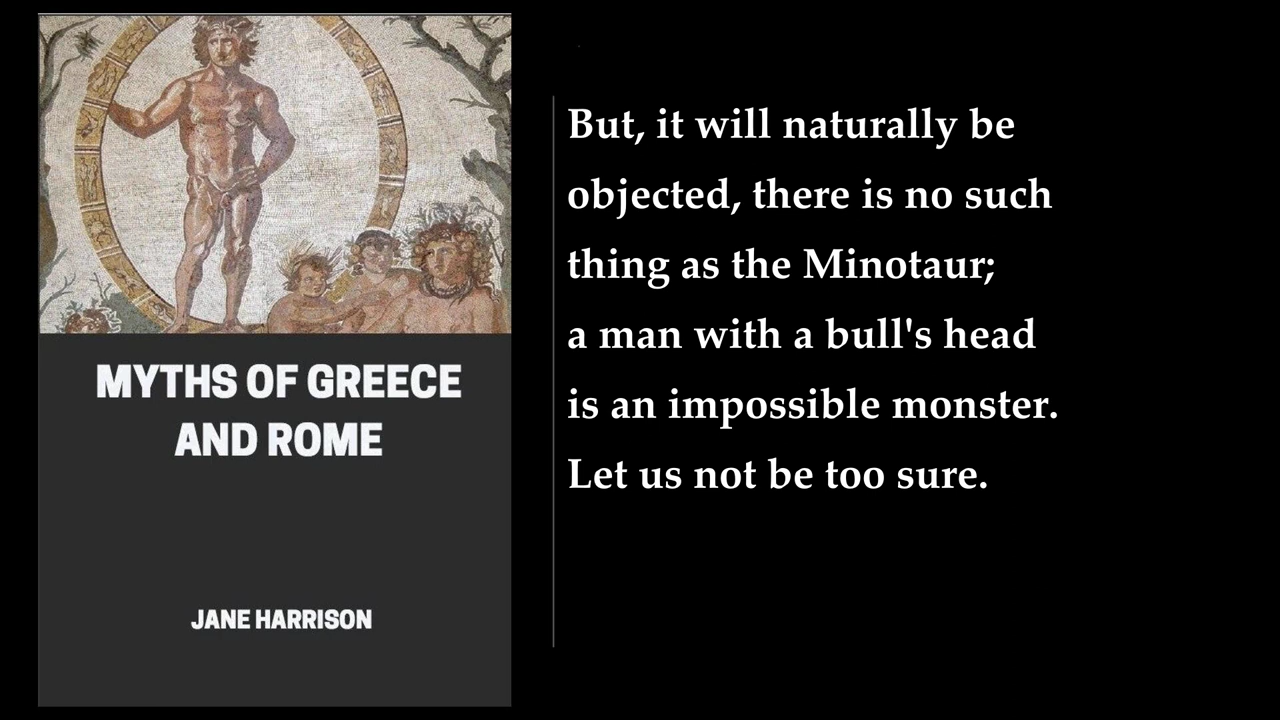 MYTHS OF GREECE
AND ROME
JANE HARRISON
But, it will naturally be
objected, there is no such
thing as the Minotaur;
a man with a bull's head
is an impossible monster.
Let us not be too sure.